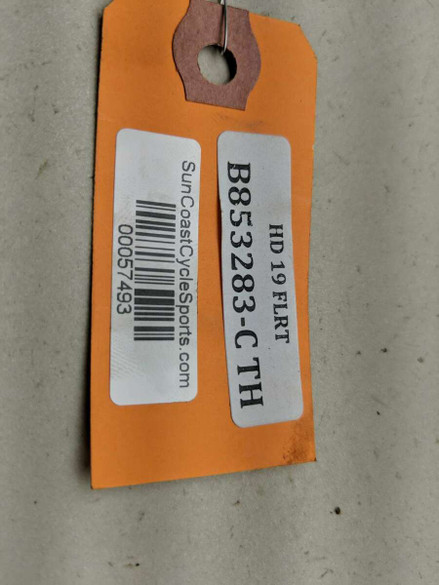 HD 19 FLRT
B853283-C TH
SunCoastCycleSports.com
00057493